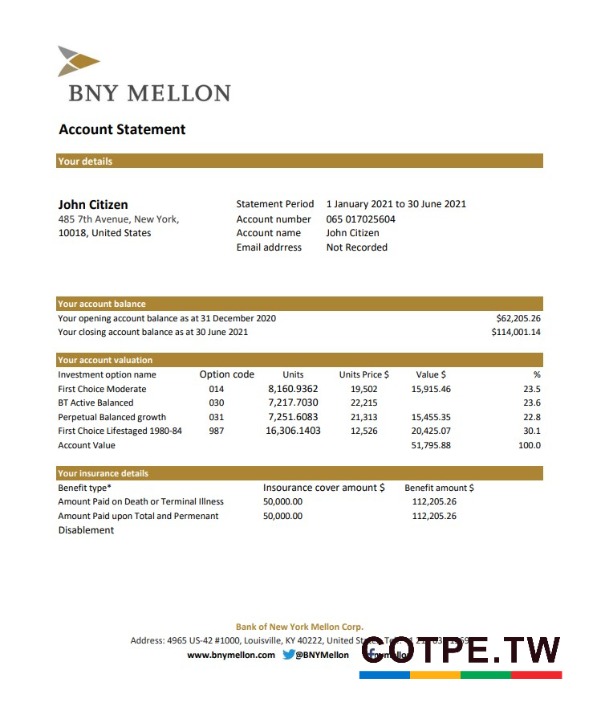 BNY MELLON
Account Statement
Your details
John Citizen
485 7th Avenue, New York,
10018, United States
Statement Period 1 January 2021 to 30 June 2021
Account number 065 017025604
Account name John Citizen
Email addrress Not Recorded
Your account balance
Your opening account balance as at 31 December 2020 $62,205.26
Your closing account balance as at 30 June 2021 $114,001.14
Your account valuation
Investment option name Option code Units Units Price $ Value $ %
First Choice Moderate 014 8,160.9362 19,502 15,915.46 23.5
BT Active Balanced 030 7,217.7030 22,215 23.6
Perpetual Balanced growth 031 7,251.6083 21,313 15,455.35 22.8
First Choice Lifestaged 1980-84 987 16,306.1403 12,526 20,425.07 30.1
Account Value 51,795.88 100.0
Your insurance details
Benefit type* Insurance cover amount $ Benefit amount $
Amount Paid on Death or Terminal Illness 50,000.00 112,205.26
Amount Paid upon Total and Permenant 50,000.00 112,205.26
Disablement
Bank of New York Mellon Corp.
Address: 4965 US-42 #1000, Louisville, KY 40222, United
www.bnymellon.com @BNYMellon
COTPE.TW